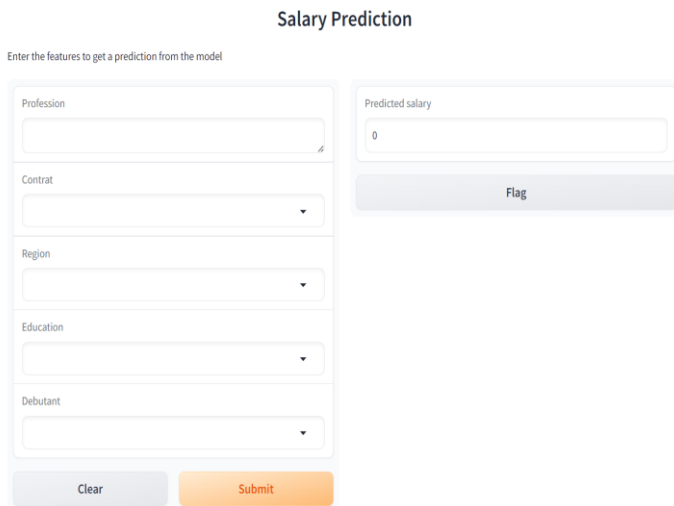 Salary Prediction
Enter the features to get a prediction from the model
Profession
Contrat
Region
Education
Debutant
Clear
Submit
Predicted salary
0
Flag